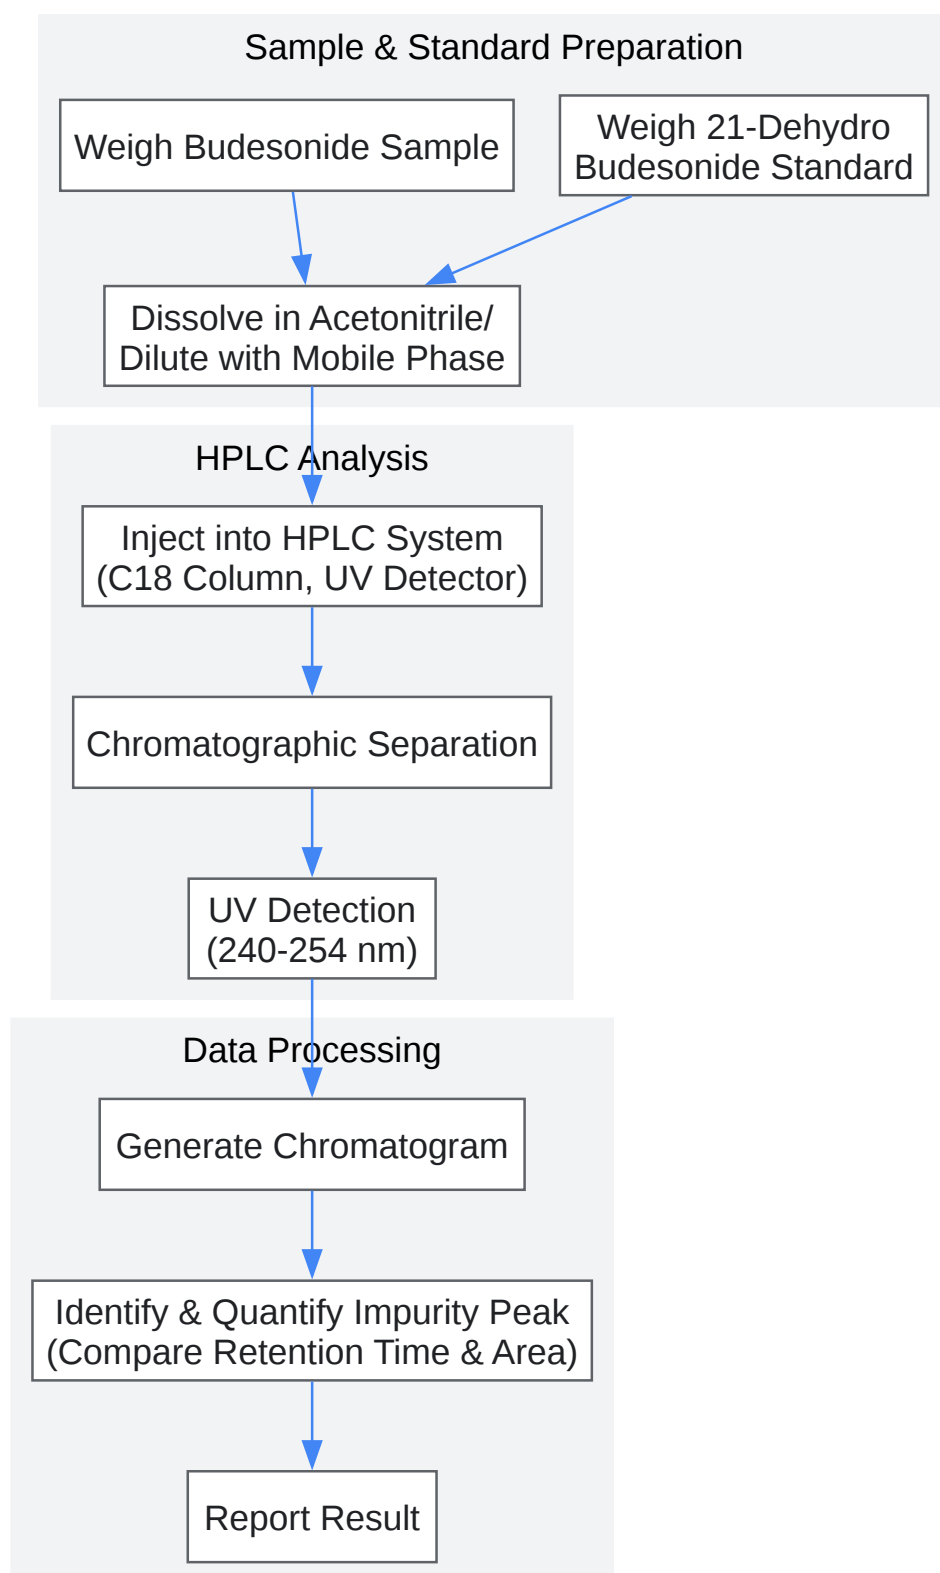 Sample & Standard Preparation
Weigh Budesonide Sample
Weigh 21-Dehydro
Budesonide Standard
Dissolve in Acetonitrile/
Dilute with Mobile Phase
HPLC Analysis
Inject into HPLC System
(C18 Column, UV Detector)
Chromatographic Separation
UV Detection
(240-254 nm)
Data Processing
Generate Chromatogram
Identify & Quantify Impurity Peak
(Compare Retention Time & Area)
Report Result